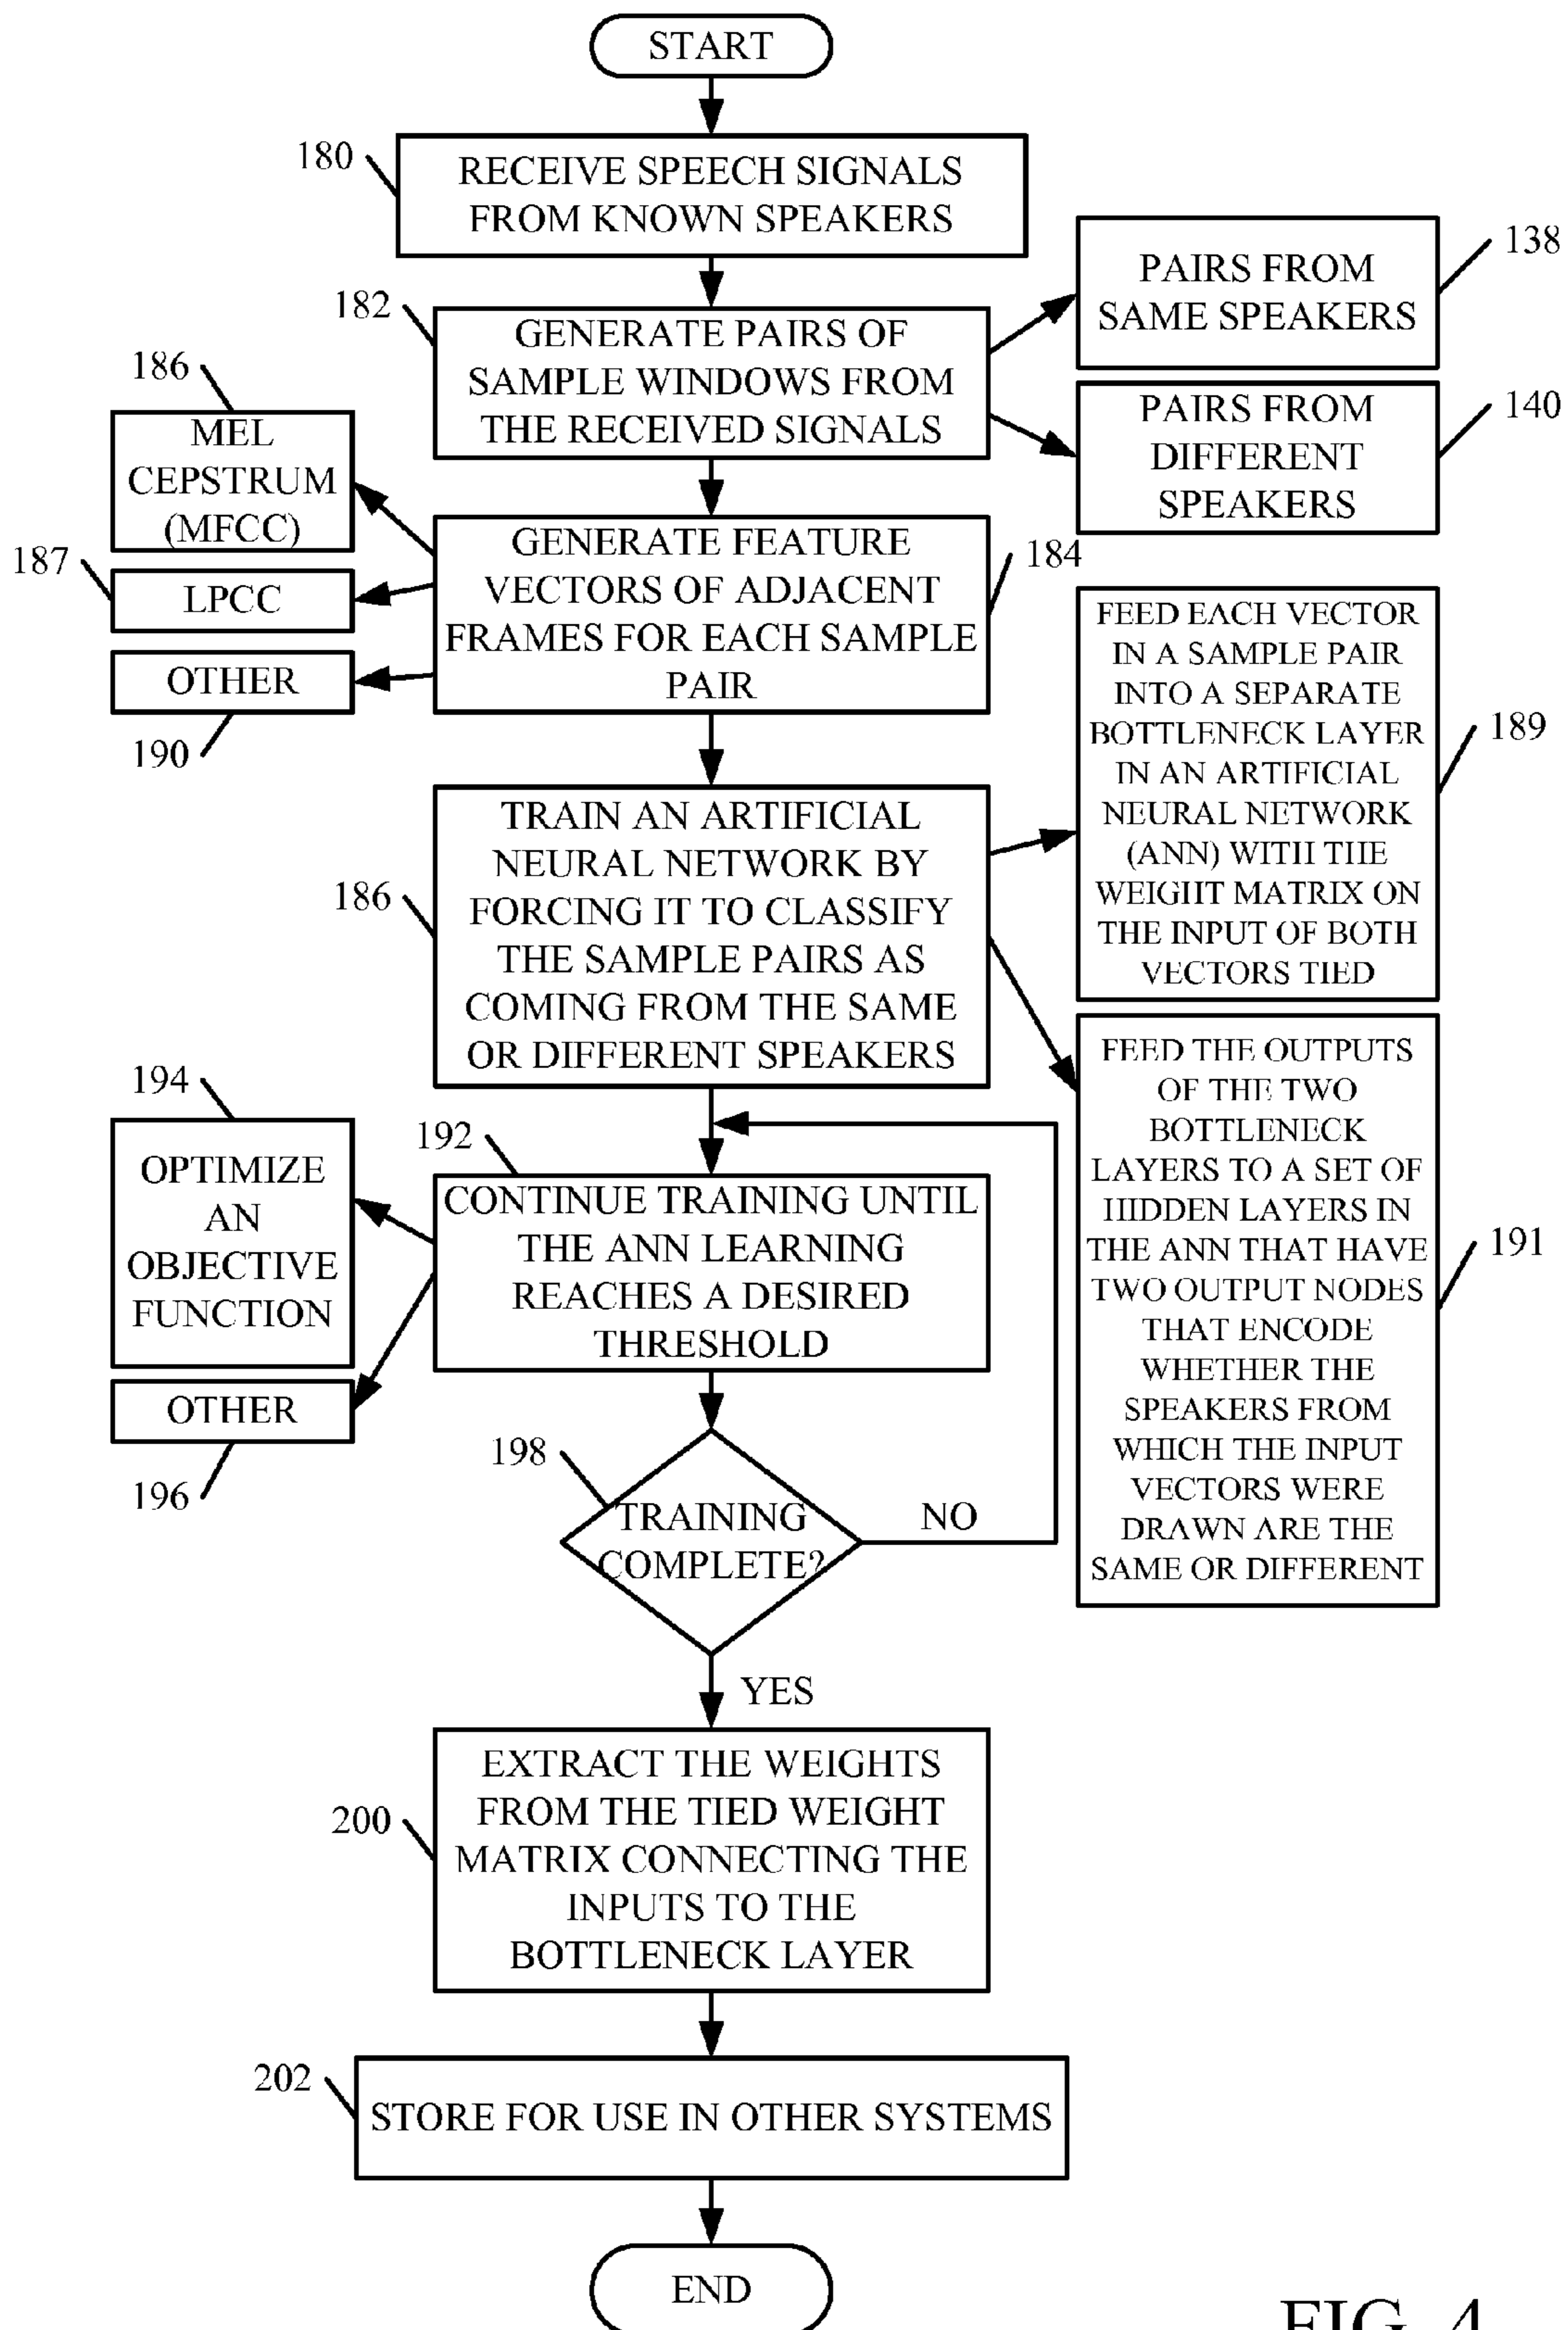 START
180
RECEIVE SPEECH SIGNALS
FROM KNOWN SPEAKERS
138
PAIRS FROM
SAME SPEAKERS
182
GENERATE PAIRS OF
SAMPLE WINDOWS FROM
THE RECEIVED SIGNALS
140
PAIRS FROM
DIFFERENT
SPEAKERS
186
MEL
CEPSTRUM
(MFCC)
187
LPCC
OTHER
190
GENERATE FEATURE
VECTORS OF ADJACENT
FRAMES FOR EACH SAMPLE
PAIR
184
FEED EACH VECTOR
IN A SAMPLE PAIR
INTO A SEPARATE
BOTTLENECK LAYER
IN AN ARTIFICIAL
NEURAL NETWORK
(ANN) WITH THE
WEIGHT MATRIX ON
THE INPUT OF BOTH
VECTORS TIED
189
186
TRAIN AN ARTIFICIAL
NEURAL NETWORK BY
FORCING IT TO CLASSIFY
THE SAMPLE PAIRS AS
COMING FROM THE SAME
OR DIFFERENT SPEAKERS
FEED THE OUTPUTS
OF THE TWO
BOTTLENECK
LAYERS TO A SET OF
HIDDEN LAYERS IN
THE ANN THAT HAVE
TWO OUTPUT NODES
THAT ENCODE
WHETHER THE
SPEAKERS FROM
WHICH THE INPUT
VECTORS WERE
DRAWN ARE THE
SAME OR DIFFERENT
191
194
OPTIMIZE
AN
OBJECTIVE
FUNCTION
OTHER
196
192
CONTINUE TRAINING UNTIL
THE ANN LEARNING
REACHES A DESIRED
THRESHOLD
198
TRAINING
COMPLETE?
NO
YES
200
EXTRACT THE WEIGHTS
FROM THE TIED WEIGHT
MATRIX CONNECTING THE
INPUTS TO THE
BOTTLENECK LAYER
202
STORE FOR USE IN OTHER SYSTEMS
END
FIG. 4